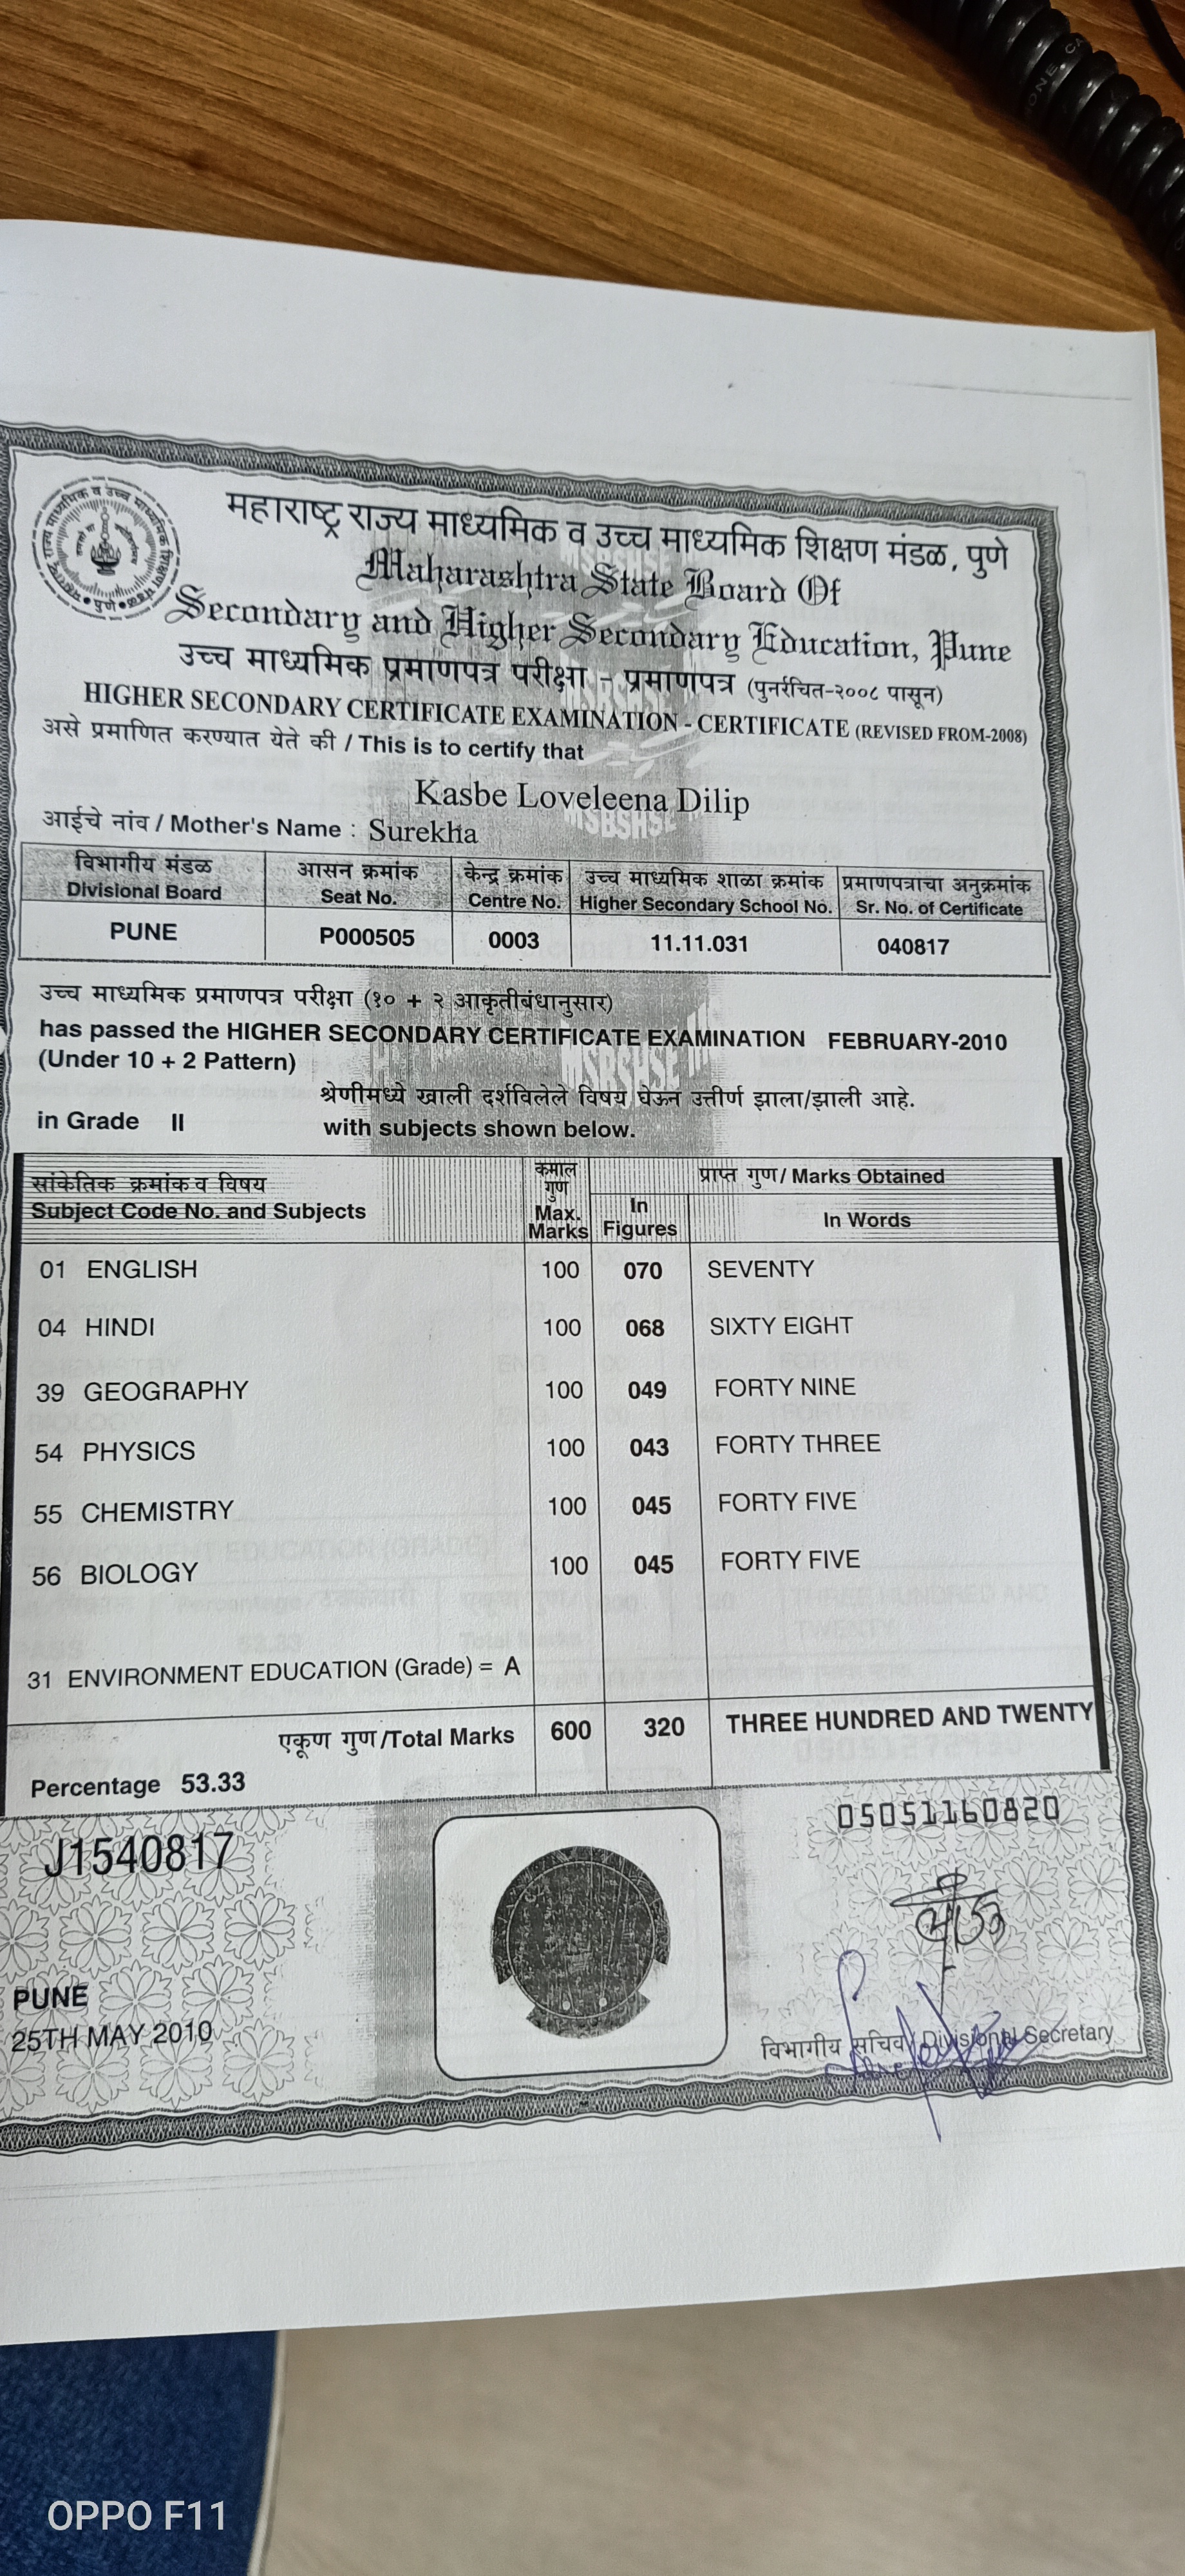 महाराष्ट्र राज्य माध्यमिक व उच्च माध्यमिक शिक्षण मंडळ, पुणे
Maharashtra State Board Of
Secondary and Higher Secondary Education, Pune
उच्च माध्यमिक प्रमाणपत्र परीक्षा - प्रमाणपत्र (पुनर्रचित-२००८ पासून)
HIGHER SECONDARY CERTIFICATE EXAMINATION - CERTIFICATE (REVISED FROM-2008)
असे प्रमाणित करण्यात येते की / This is to certify that
Kasbe Loveleena Dilip
आईचे नांव / Mother's Name : Surekha
विभागीय मंडळ आसन क्रमांक केन्द्र क्रमांक उच्च माध्यमिक शाळा क्रमांक प्रमाणपत्राचा अनुक्रमांक
Divisional Board Seat No. Centre No. Higher Secondary School No. Sr. No. of Certificate
PUNE P000505 0003 11.11.031 040817
उच्च माध्यमिक प्रमाणपत्र परीक्षा (१० + २ आकृतीबंधानुसार)
has passed the HIGHER SECONDARY CERTIFICATE EXAMINATION FEBRUARY-2010
(Under 10 + 2 Pattern)
श्रेणीमध्ये खाली दर्शविलेले विषय घेऊन उत्तीर्ण झाला/झाली आहे.
in Grade II with subjects shown below.
सांकेतिक क्रमांक व विषय कमाल गुण प्राप्त गुण / Marks Obtained
Subject Code No. and Subjects Max. Marks In Figures In Words
01 ENGLISH 100 070 SEVENTY
04 HINDI 100 068 SIXTY EIGHT
39 GEOGRAPHY 100 049 FORTY NINE
54 PHYSICS 100 043 FORTY THREE
55 CHEMISTRY 100 045 FORTY FIVE
56 BIOLOGY 100 045 FORTY FIVE
31 ENVIRONMENT EDUCATION (Grade) = A
एकूण गुण/Total Marks 600 320 THREE HUNDRED AND TWENTY
Percentage 53.33
J1540817
05051160820
PUNE
25TH MAY 2010
विभागीय सचिव / Divisional Secretary
OPPO F11